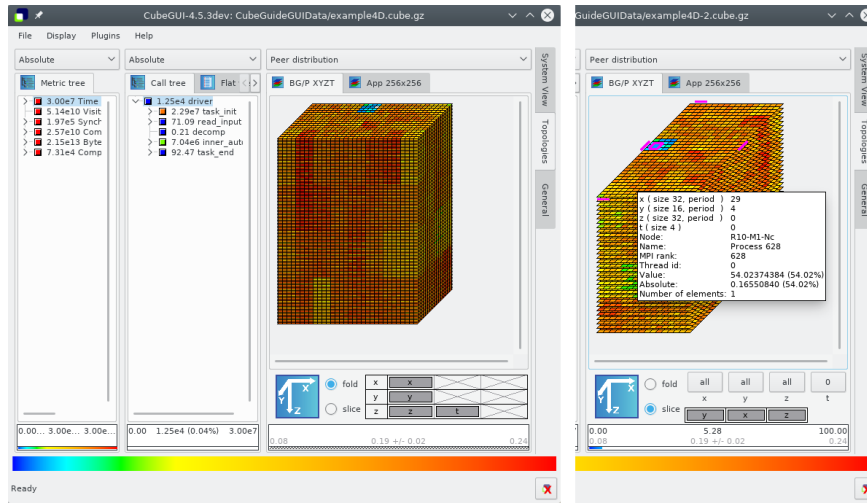 CubeGUI-4.5.3dev: CubeGuideGUIData/example4D.cube.gz
File Display Plugins Help
Absolute
Absolute
Peer distribution
Metric tree
Call tree
Flat
BG/P XYZT
App 256x256
3.00e7 Time
5.14e10 Visit
1.97e5 Synch
2.57e10 Com
2.15e13 Byte
7.31e4 Comp
1.25e4 driver
2.29e7 task_init
71.09 read_input
0.21 decomp
7.04e6 inner_aut
92.47 task_end
System View
Topologies
General
X
Y
Z
fold
slice
x x
y y
z z t
0.00... 3.00e... 3.00e...
0.00 1.25e4 (0.04%) 3.00e7
0.08 0.19 +/- 0.02 0.24
Ready
GuideGUIData/example4D-2.cube.gz
Peer distribution
BG/P XYZT
App 256x256
x ( size 32, period ) 29
y ( size 16, period ) 4
z ( size 32, period ) 0
t ( size 4 ) 0
Node: R10-M1-Nc
Name: Process 628
MPI rank: 628
Thread id: 0
Value: 54.02374384 (54.02%)
Absolute: 0.16550840 (54.02%)
Number of elements: 1
System View
Topologies
General
X
Y
Z
fold
slice
all all all 0
x y z t
y x z
0.00 5.28 100.00
0.08 0.19 +/- 0.02 0.24